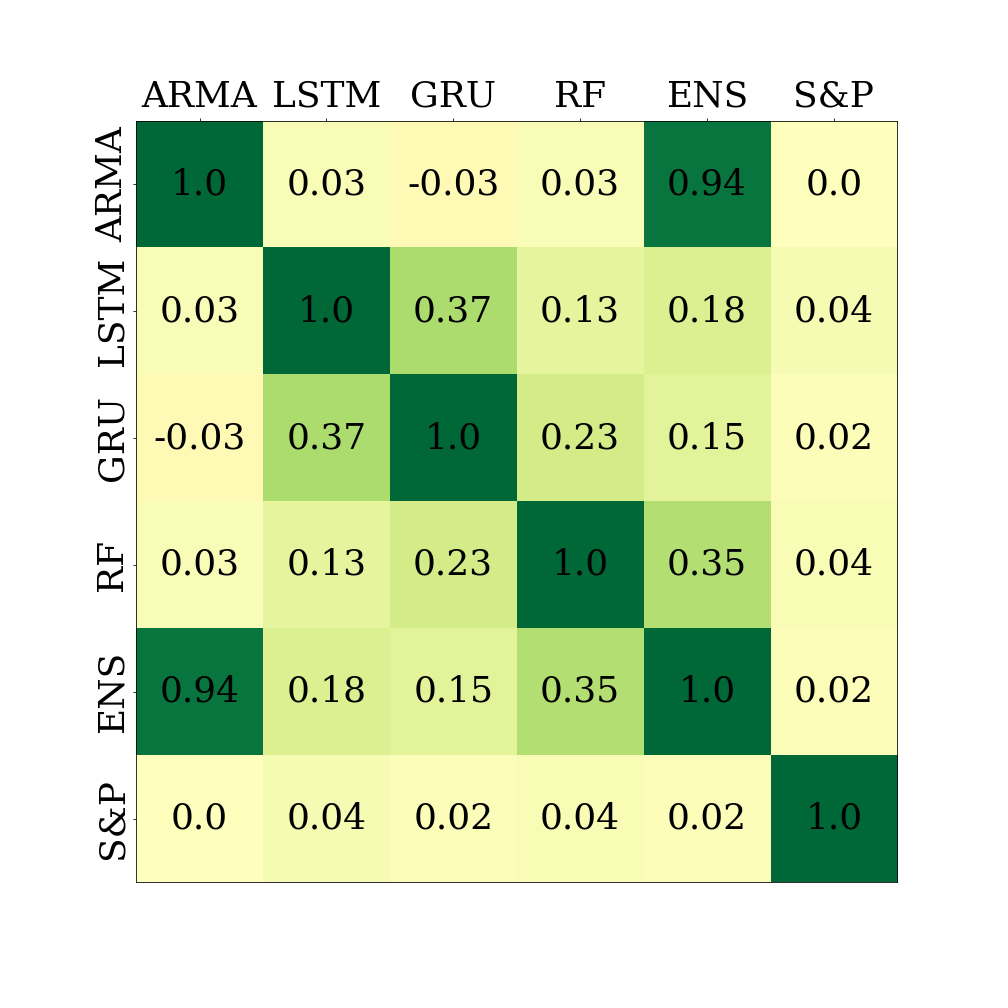 ARMA LSTM GRU RF ENS S&P
ARMA 1.0 0.03 -0.03 0.03 0.94 0.0
LSTM 0.03 1.0 0.37 0.13 0.18 0.04
GRU -0.03 0.37 1.0 0.23 0.15 0.02
RF 0.03 0.13 0.23 1.0 0.35 0.04
ENS 0.94 0.18 0.15 0.35 1.0 0.02
S&P 0.0 0.04 0.02 0.04 0.02 1.0